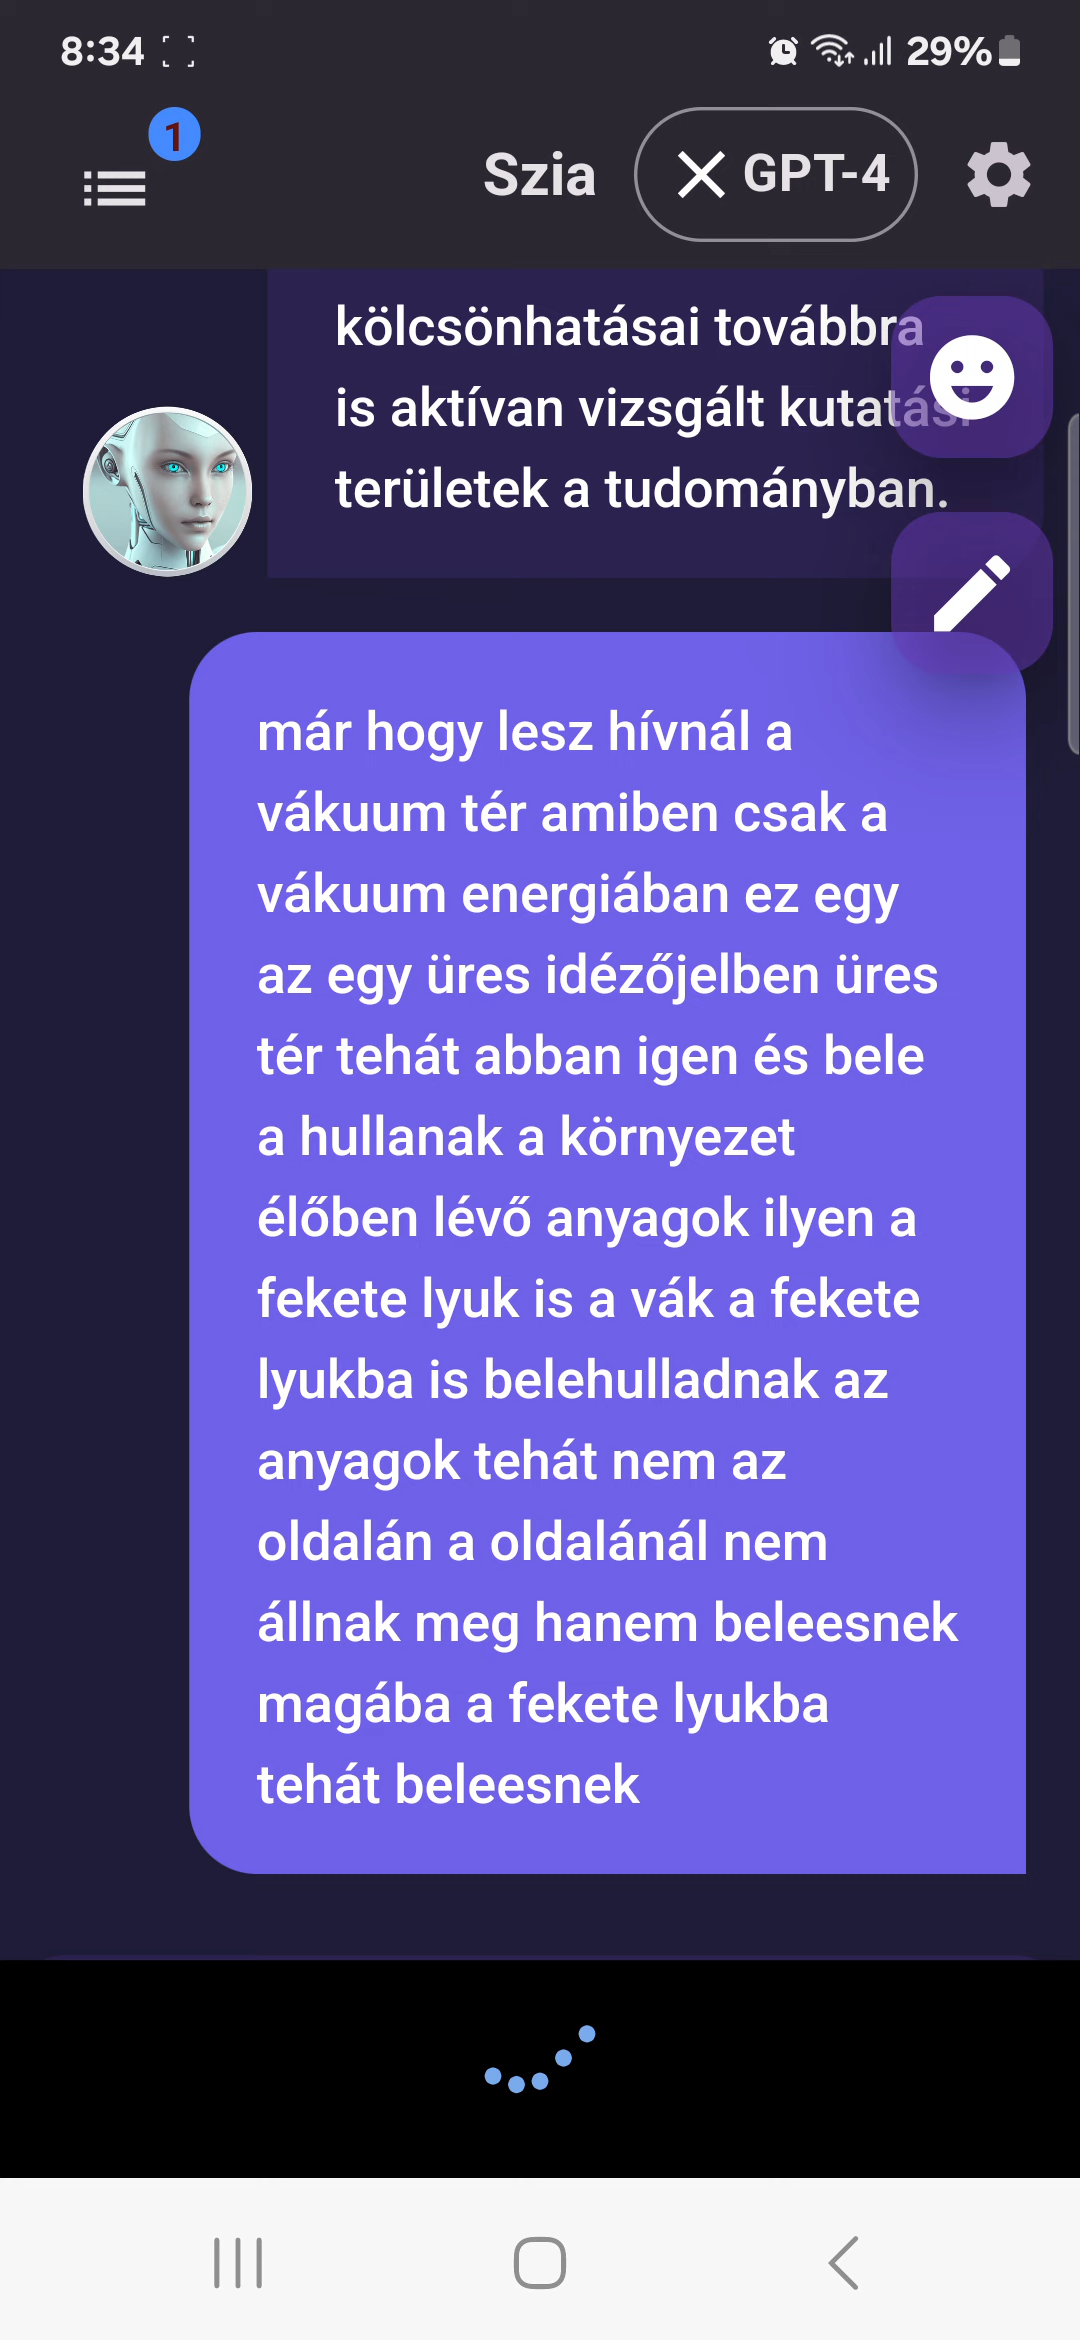 8:34
29%
1
Szia
GPT-4
kölcsönhatásai továbbra
is aktívan vizsgált kutatási
területek a tudományban.
már hogy lesz hívnál a
vákuum tér amiben csak a
vákuum energiában ez egy
az egy üres idézőjelben üres
tér tehát abban igen és bele
a hullanak a környezet
élőben lévő anyagok ilyen a
fekete lyuk is a vák a fekete
lyukba is belehulladnak az
anyagok tehát nem az
oldalán a oldalánál nem
állnak meg hanem beleesnek
magába a fekete lyukba
tehát beleesnek